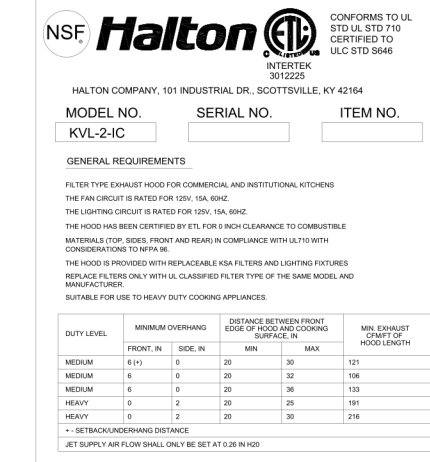 NSF
Halton
CONFORMS TO UL
STD UL STD 710
CERTIFIED TO
ULC STD S646
ETL
C LISTED US
INTERTEK
3012225
HALTON COMPANY, 101 INDUSTRIAL DR., SCOTTSVILLE, KY 42164
MODEL NO. SERIAL NO. ITEM NO.
KVL-2-IC
GENERAL REQUIREMENTS
FILTER TYPE EXHAUST HOOD FOR COMMERCIAL AND INSTITUTIONAL KITCHENS
THE FAN CIRCUIT IS RATED FOR 125V, 15A, 60HZ.
THE LIGHTING CIRCUIT IS RATED FOR 125V, 15A, 60HZ.
THE HOOD HAS BEEN CERTIFIED BY ETL FOR 0 INCH CLEARANCE TO COMBUSTIBLE
MATERIALS (TOP, SIDES, FRONT AND REAR) IN COMPLIANCE WITH UL710 WITH
CONSIDERATIONS TO NFPA 96.
THE HOOD IS PROVIDED WITH REPLACEABLE KSA FILTERS AND LIGHTING FIXTURES
REPLACE FILTERS ONLY WITH UL CLASSIFIED FILTER TYPE OF THE SAME MODEL AND
MANUFACTURER.
SUITABLE FOR USE TO HEAVY DUTY COOKING APPLIANCES.
DUTY LEVEL
MINIMUM OVERHANG
DISTANCE BETWEEN FRONT
EDGE OF HOOD AND COOKING
SURFACE, IN
MIN. EXHAUST
CFM/FT OF
HOOD LENGTH
FRONT, IN SIDE, IN MIN MAX
MEDIUM 6 (+) 0 20 30 121
MEDIUM 6 0 20 32 106
MEDIUM 6 0 20 36 133
HEAVY 0 2 20 25 191
HEAVY 0 2 20 30 216
+ - SETBACK/UNDERHANG DISTANCE
JET SUPPLY AIR FLOW SHALL ONLY BE SET AT 0.26 IN H20